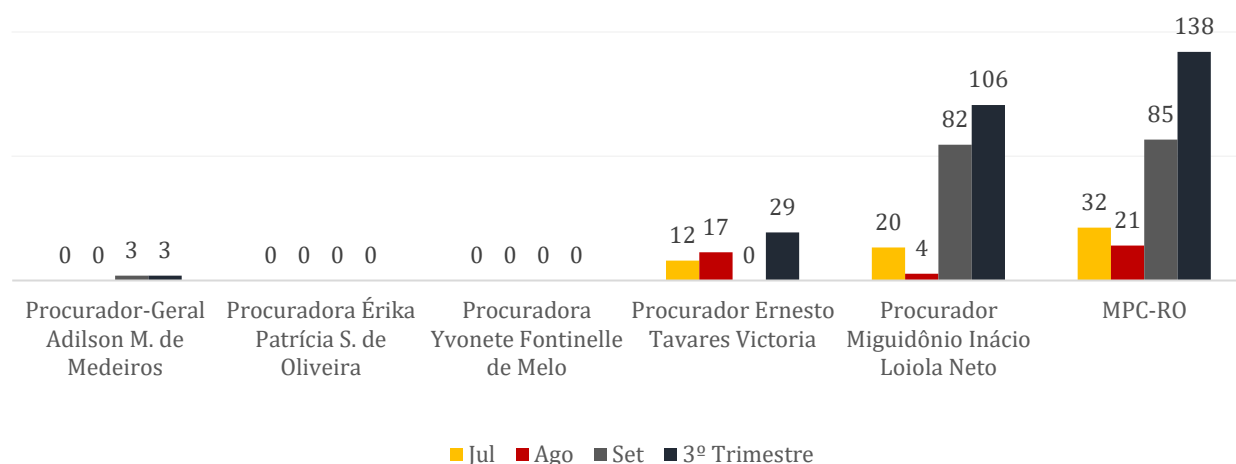 138
106
82
85
29
32
20
12 17
21
0 0 3 3
0 0 0 0
0 0 0 0
0
4
Procurador-Geral
Adilson M. de
Medeiros
Procuradora Érika
Patrícia S. de
Oliveira
Procuradora
Yvonete Fontinelle
de Melo
Procurador Ernesto
Tavares Victoria
Procurador
Miguidônio Inácio
Loiola Neto
MPC-RO
Jul Ago Set 3º Trimestre